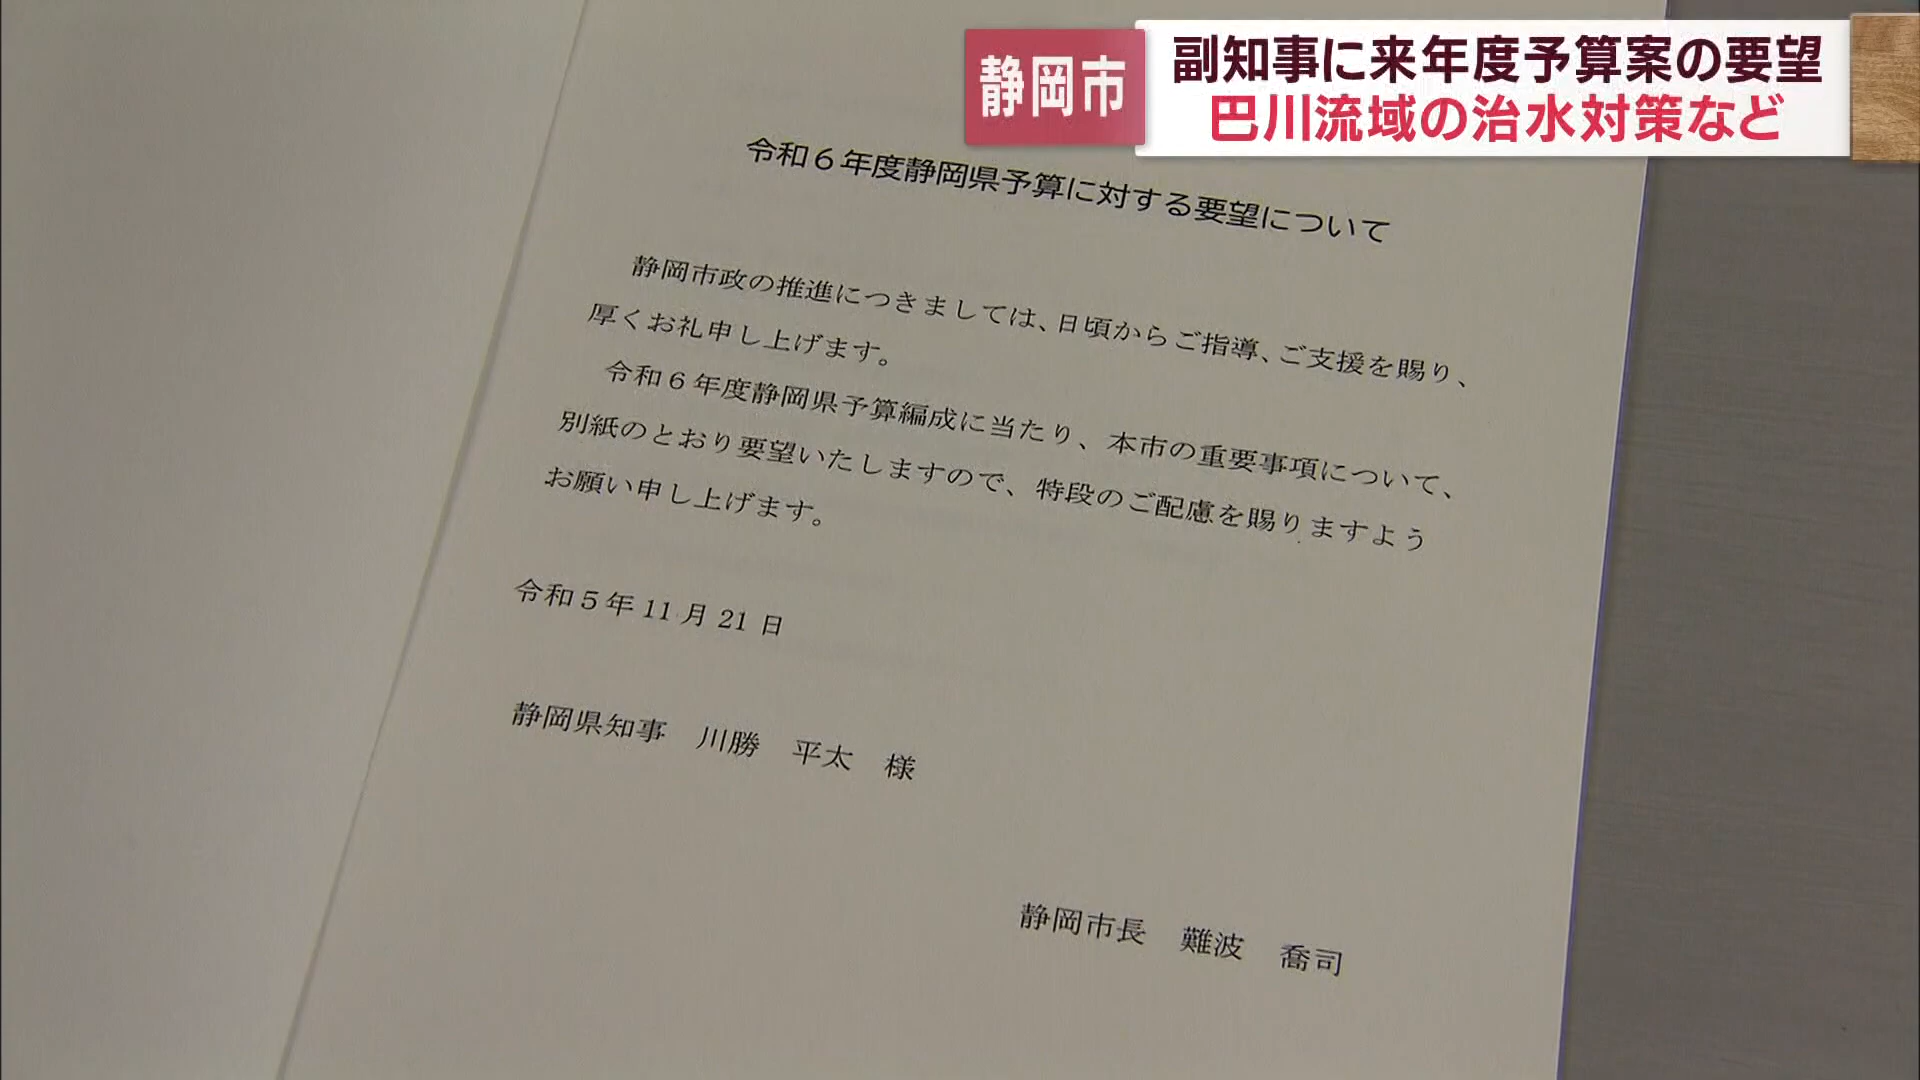 静岡市
副知事に来年度予算案の要望
巴川流域の治水対策など
令和６年度静岡県予算に対する要望について
静岡市政の推進につきましては、日頃からご指導、ご支援を賜り、
厚くお礼申し上げます。
令和６年度静岡県予算編成に当たり、本市の重要事項について、
別紙のとおり要望いたしますので、特段のご配慮を賜りますよう
お願い申し上げます。
令和５年 11 月 21 日
静岡県知事　川勝　平太　様
静岡市長　難波　喬司